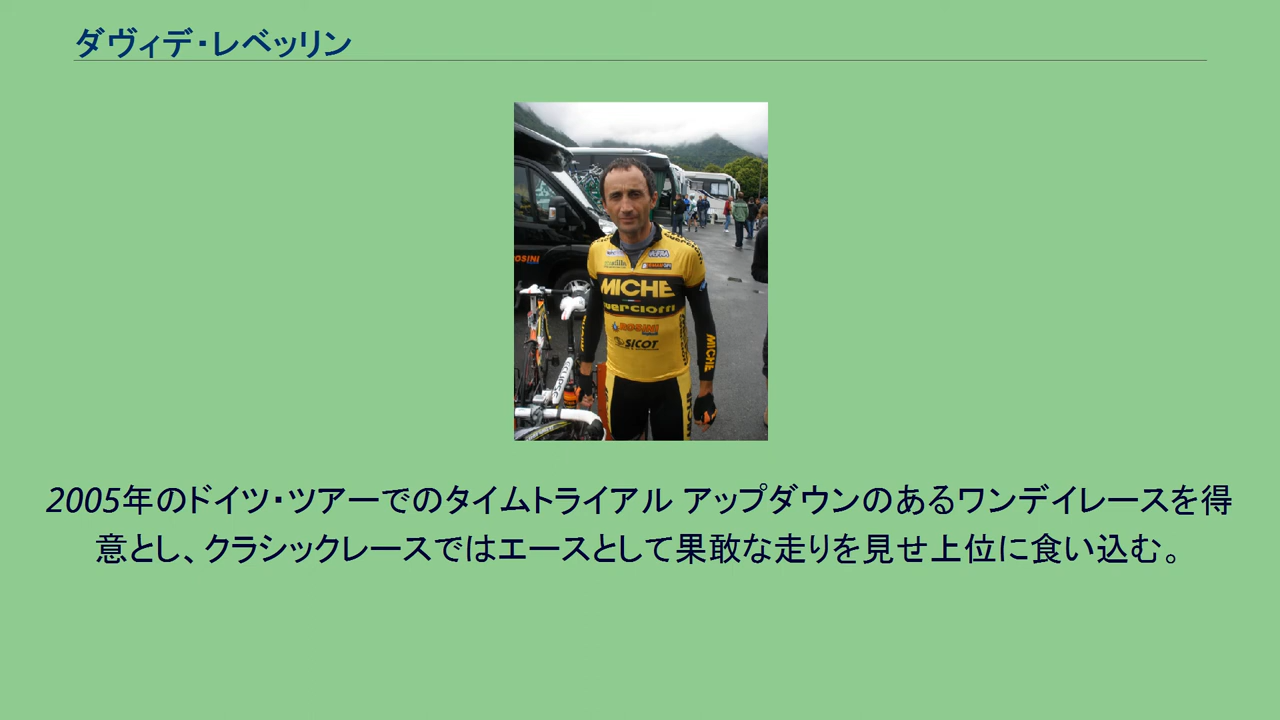 ダヴィデ・レベッリン
ROSINI
MICHE
SICOT
ROSINI
MICHE
2005年のドイツ・ツアーでのタイムトライアル アップダウンのあるワンデイレースを得
意とし、クラシックレースではエースとして果敢な走りを見せ上位に食い込む。